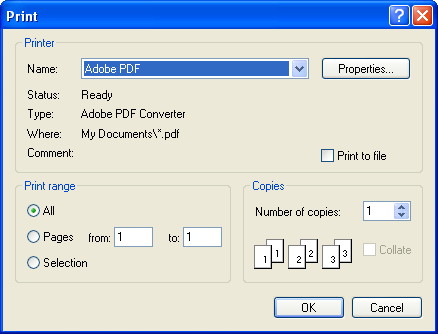 Print
Printer
Name: Adobe PDF Properties...
Status: Ready
Type: Adobe PDF Converter
Where: My Documents\*.pdf
Comment: Print to file
Print range Copies
All Number of copies: 1
Pages from: 1 to: 1
1 1 2 2 3 3 Collate
Selection
OK Cancel